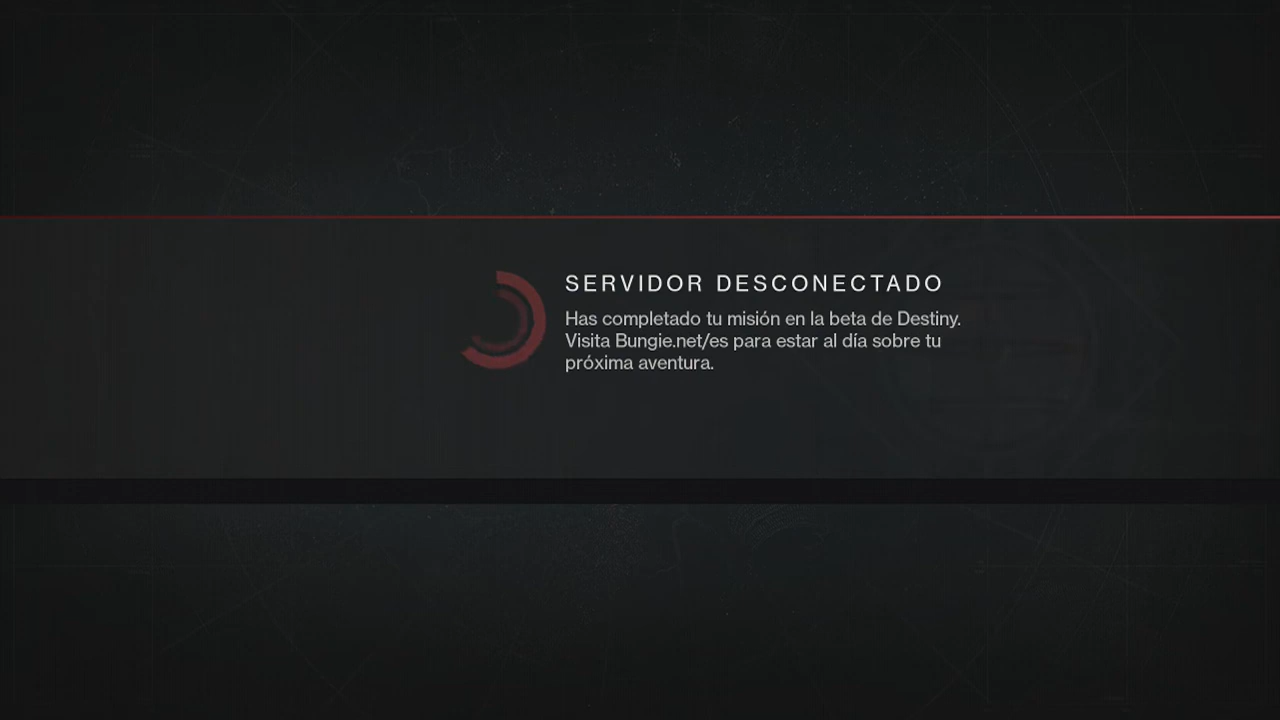 SERVIDOR DESCONECTADO
Has completado tu misión en la beta de Destiny.
Visita Bungie.net/es para estar al día sobre tu
próxima aventura.